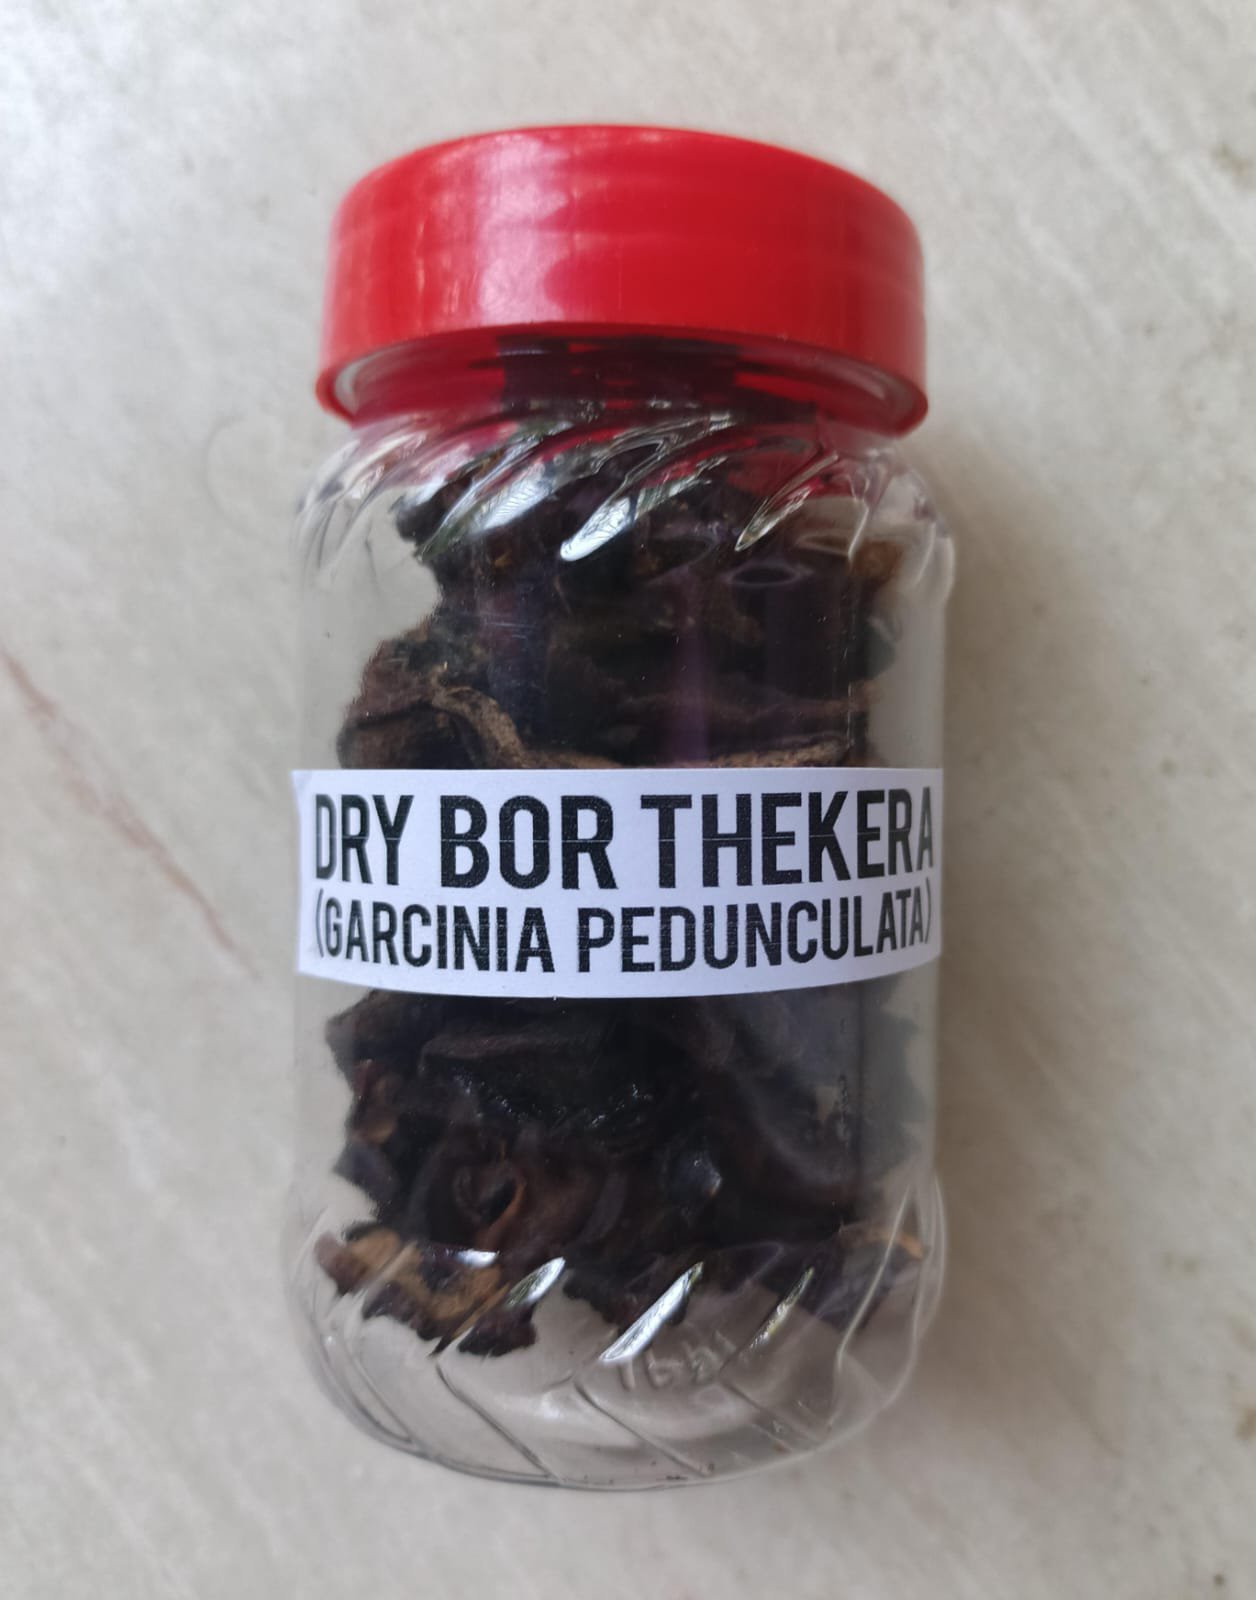 DRY BOR THEKERA
(GARCINIA PEDUNCULATA)